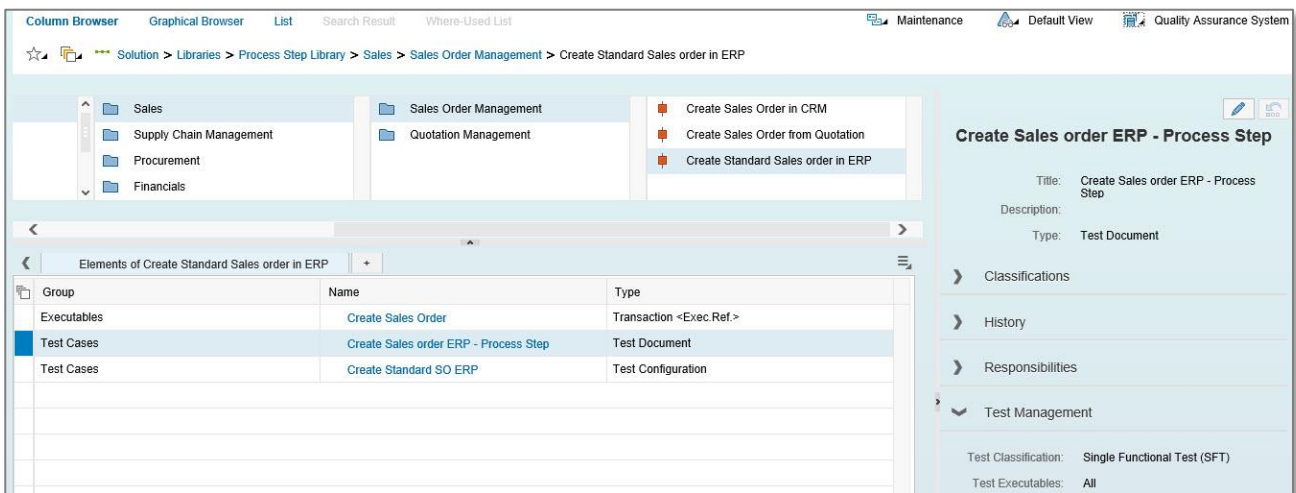 Column Browser Graphical Browser List Search Result Where-Used List Maintenance Default View Quality Assurance System
Solution > Libraries > Process Step Library > Sales > Sales Order Management > Create Standard Sales order in ERP
Sales Sales Order Management Create Sales Order in CRM
Supply Chain Management Quotation Management Create Sales Order from Quotation
Procurement Create Standard Sales order in ERP
Financials
Elements of Create Standard Sales order in ERP +
Group Name Type
Executables Create Sales Order Transaction <Exec.Ref.>
Test Cases Create Sales order ERP - Process Step Test Document
Test Cases Create Standard SO ERP Test Configuration
Create Sales order ERP - Process Step
Title: Create Sales order ERP - Process
Step
Description:
Type: Test Document
Classifications
History
Responsibilities
Test Management
Test Classification: Single Functional Test (SFT)
Test Executables: All